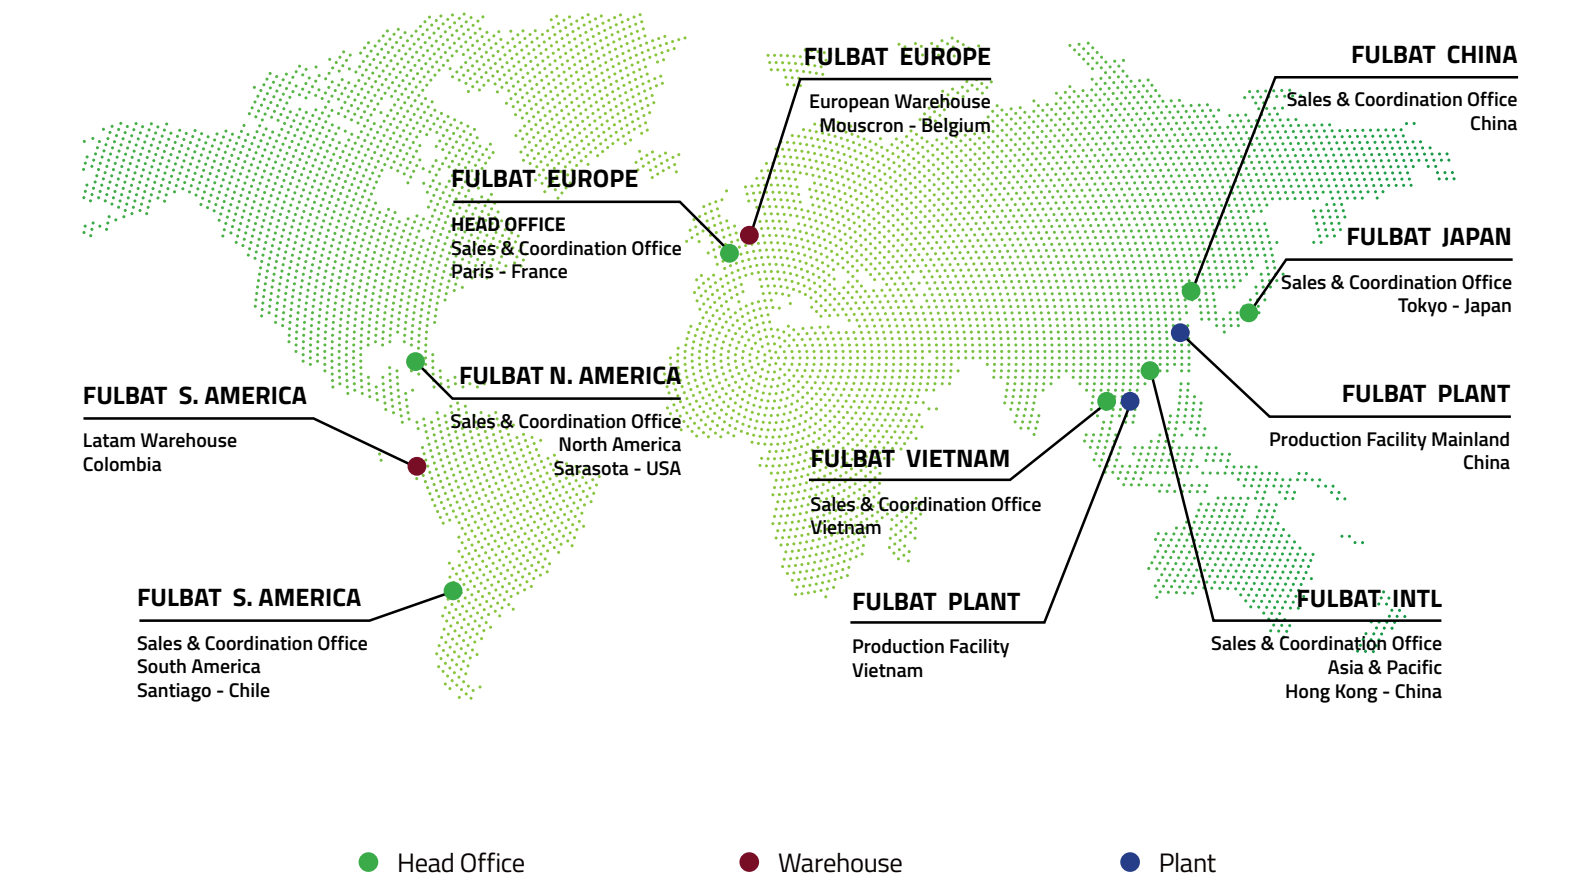 FULBAT EUROPE
European Warehouse
Mouscron - Belgium
FULBAT CHINA
Sales & Coordination Office
China
FULBAT EUROPE
HEAD OFFICE
Sales & Coordination Office
Paris - France
FULBAT JAPAN
Sales & Coordination Office
Tokyo - Japan
FULBAT N. AMERICA
Sales & Coordination Office
North America
Sarasota - USA
FULBAT S. AMERICA
Latam Warehouse
Colombia
FULBAT PLANT
Production Facility Mainland
China
FULBAT VIETNAM
Sales & Coordination Office
Vietnam
FULBAT S. AMERICA
Sales & Coordination Office
South America
Santiago - Chile
FULBAT PLANT
Production Facility
Vietnam
FULBAT INTL
Sales & Coordination Office
Asia & Pacific
Hong Kong - China
Head Office
Warehouse
Plant